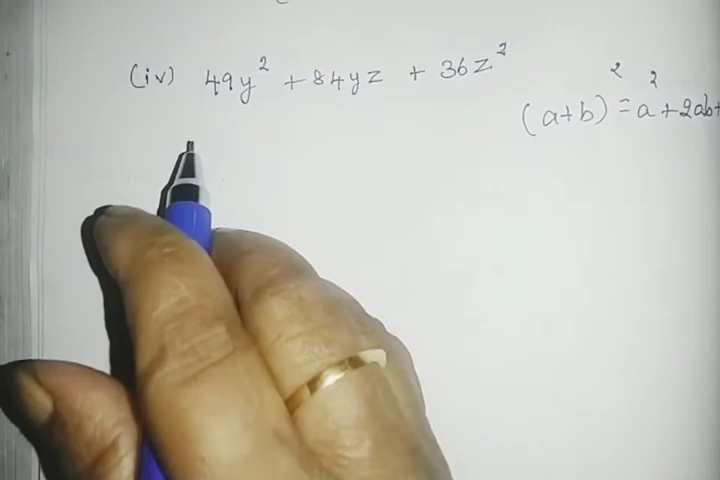 (iv) 49y² + 84yz + 36z²
(a+b)² = a² + 2ab+